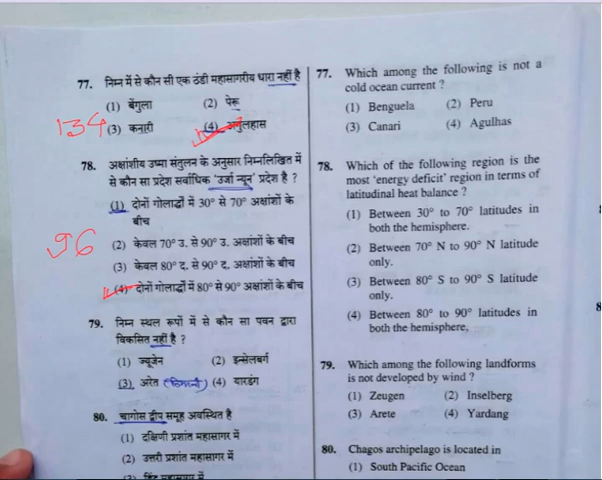 77. निम्न में से कौन सी एक ठंडी महासागरीय धारा नहीं है
(1) बेंगुला (2) पेरू
134
(3) कनारी (4) अगुलहास
78. अक्षांशीय उष्मा संतुलन के अनुसार निम्नलिखित में
से कौन सा प्रदेश सर्वाधिक 'उर्जा न्यून' प्रदेश है ?
(1) दोनों गोलार्द्धों में 30° से 70° अक्षांशों के
बीच
96
(2) केवल 70° उ. से 90° उ. अक्षांशों के बीच
(3) केवल 80° द. से 90° द. अक्षांशों के बीच
(4) दोनों गोलार्द्धों में 80° से 90° अक्षांशों के बीच
79. निम्न स्थल रूपों में से कौन सा पवन द्वारा
विकसित नहीं है ?
(1) ज्यूजेन (2) इन्सेलबर्ग
(3) अरेत (4) यारडंग
80. चागोस द्वीप समूह अवस्थित है
(1) दक्षिणी प्रशांत महासागर में
(2) उत्तरी प्रशांत महासागर में
(3) हिंद महासागर में
77. Which among the following is not a
cold ocean current ?
(1) Benguela (2) Peru
(3) Canari (4) Agulhas
78. Which of the following region is the
most 'energy deficit' region in terms of
latitudinal heat balance ?
(1) Between 30° to 70° latitudes in
both the hemisphere.
(2) Between 70° N to 90° N latitude
only.
(3) Between 80° S to 90° S latitude
only.
(4) Between 80° to 90° latitudes in
both the hemisphere.
79. Which among the following landforms
is not developed by wind ?
(1) Zeugen (2) Inselberg
(3) Arete (4) Yardang
80. Chagos archipelago is located in
(1) South Pacific Ocean
8